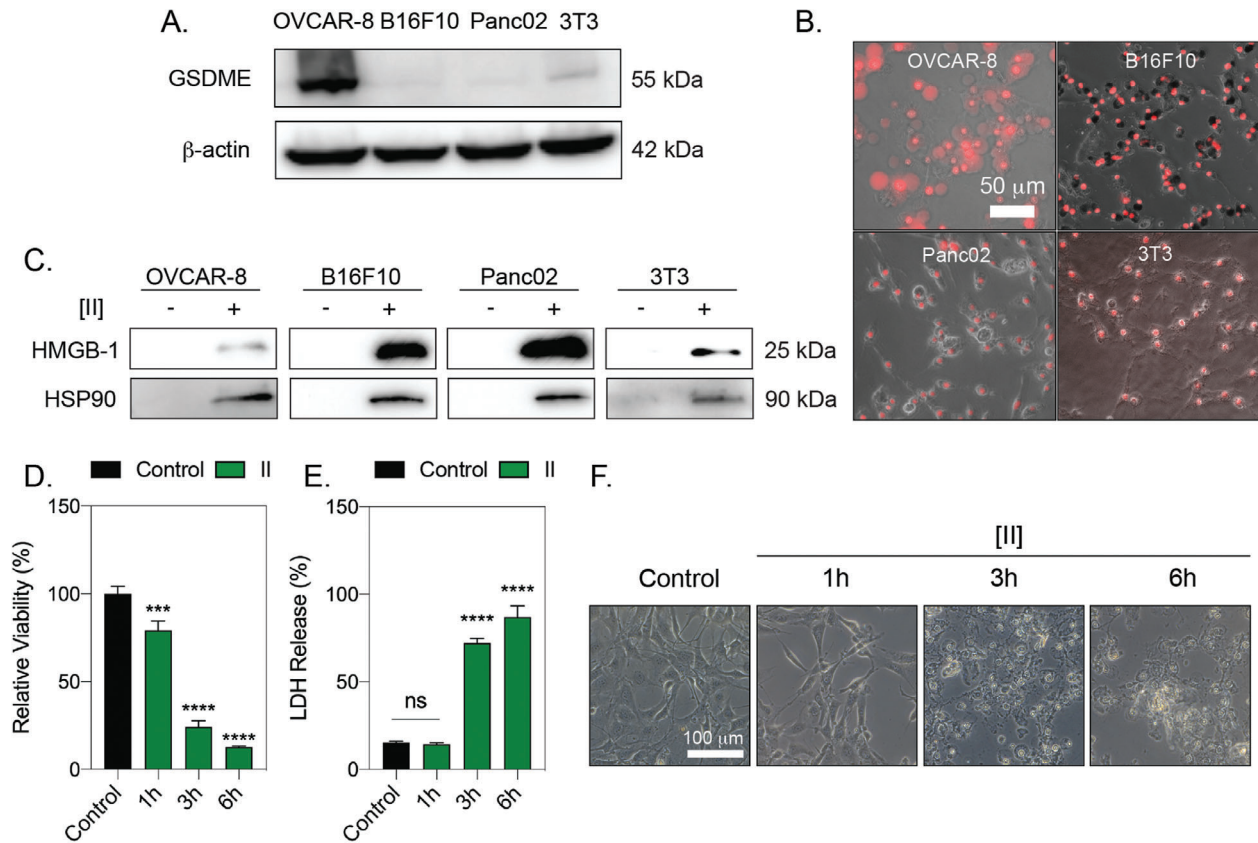 A.
OVCAR-8 B16F10 Panc02 3T3
GSDME
55 kDa
β-actin
42 kDa
B.
OVCAR-8
B16F10
50 μm
Panc02
3T3
C.
OVCAR-8 B16F10 Panc02 3T3
[II] - + - + - + - +
HMGB-1
25 kDa
HSP90
90 kDa
D.
Control II
Relative Viability (%)
150
100
50
0
***
****
****
Control 1h 3h 6h
E.
Control II
LDH Release (%)
150
100
50
0
ns
****
****
Control 1h 3h 6h
F.
[II]
Control 1h 3h 6h
100 μm